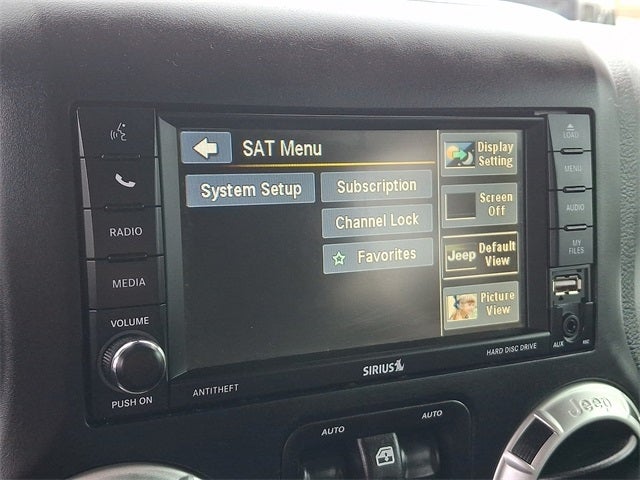 SAT Menu
System Setup
Subscription
Channel Lock
Favorites
Display
Setting
Screen
Off
Jeep
Default
View
Picture
View
RADIO
MEDIA
VOLUME
PUSH ON
ANTITHEFT
SIRIUS
HARD DISC DRIVE
LOAD
MENU
AUDIO
MY
FILES
AUX
AUTO
AUTO
Jeep